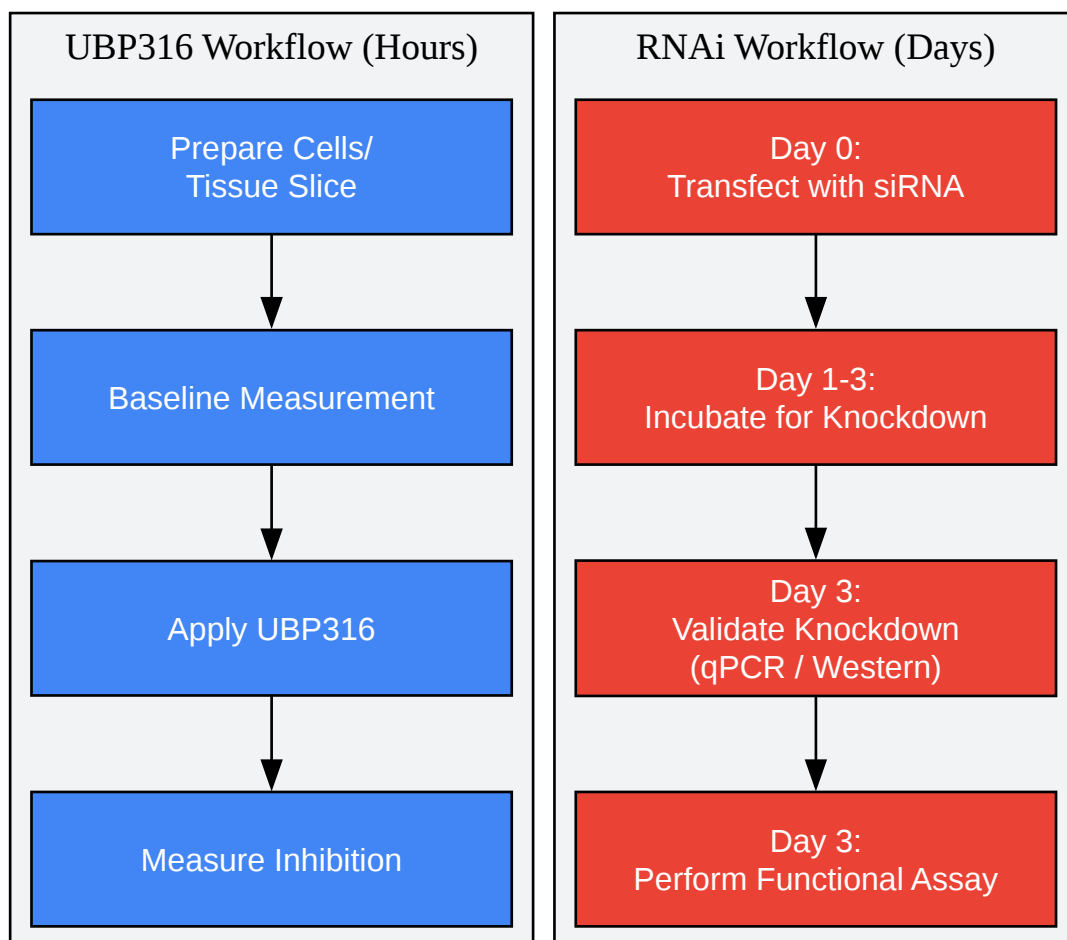 UBP316 Workflow (Hours)
Prepare Cells/
Tissue Slice
Baseline Measurement
Apply UBP316
Measure Inhibition
RNAi Workflow (Days)
Day 0:
Transfect with siRNA
Day 1-3:
Incubate for Knockdown
Day 3:
Validate Knockdown
(qPCR / Western)
Day 3:
Perform Functional Assay